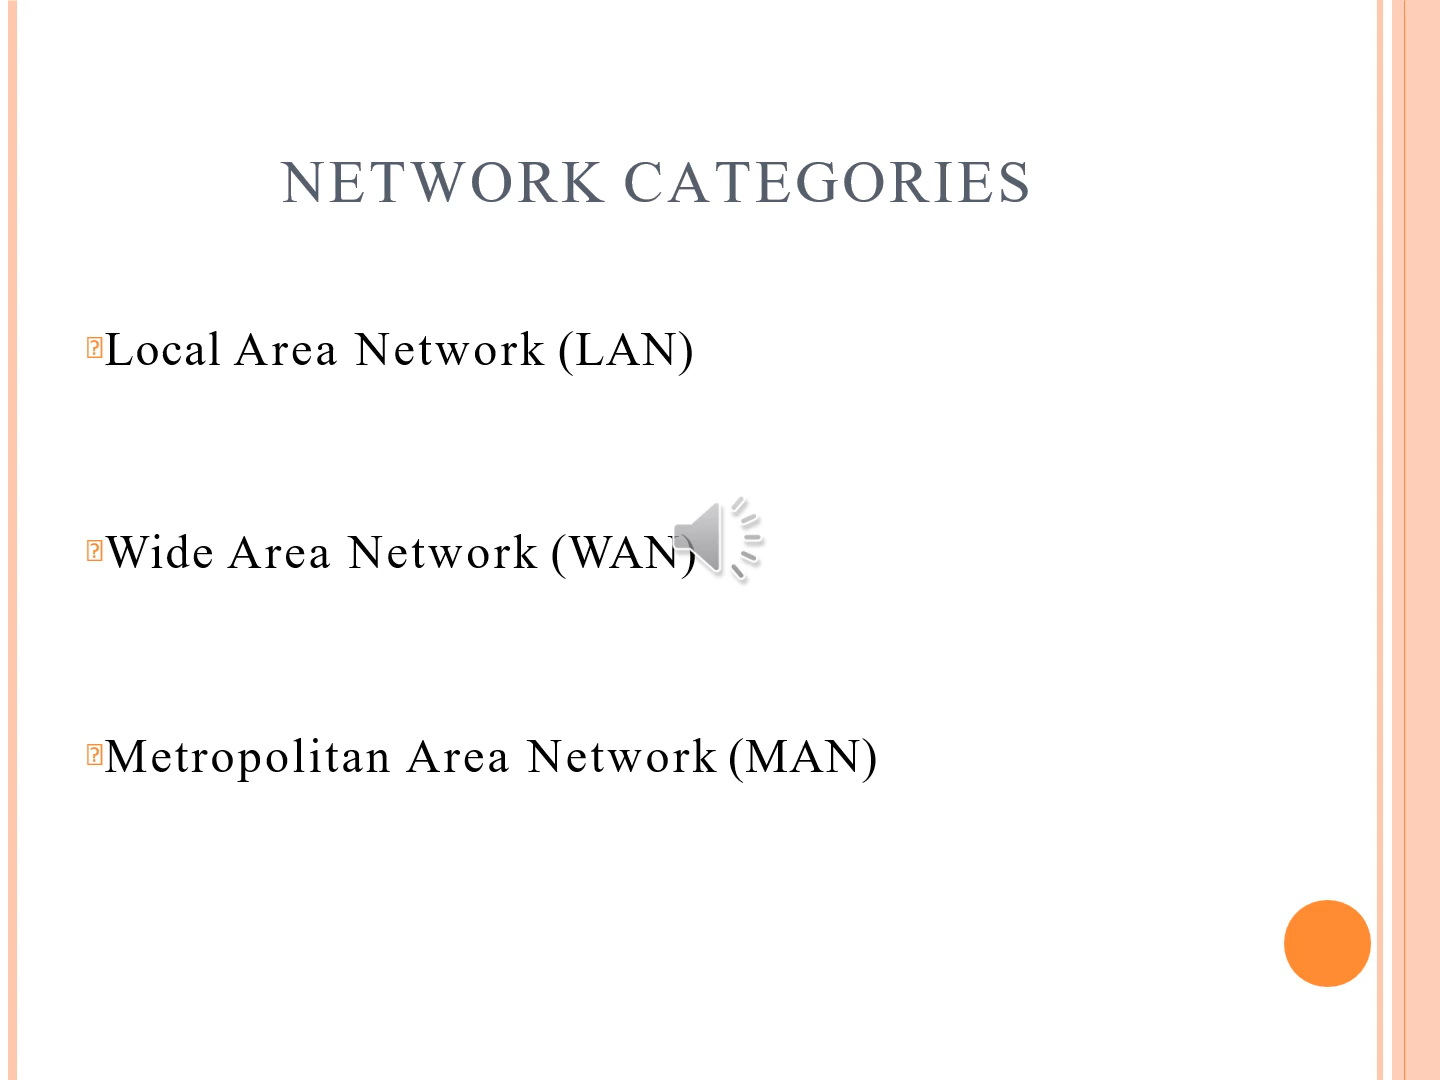 NETWORK CATEGORIES
Local Area Network (LAN)
Wide Area Network (WAN)
Metropolitan Area Network (MAN)